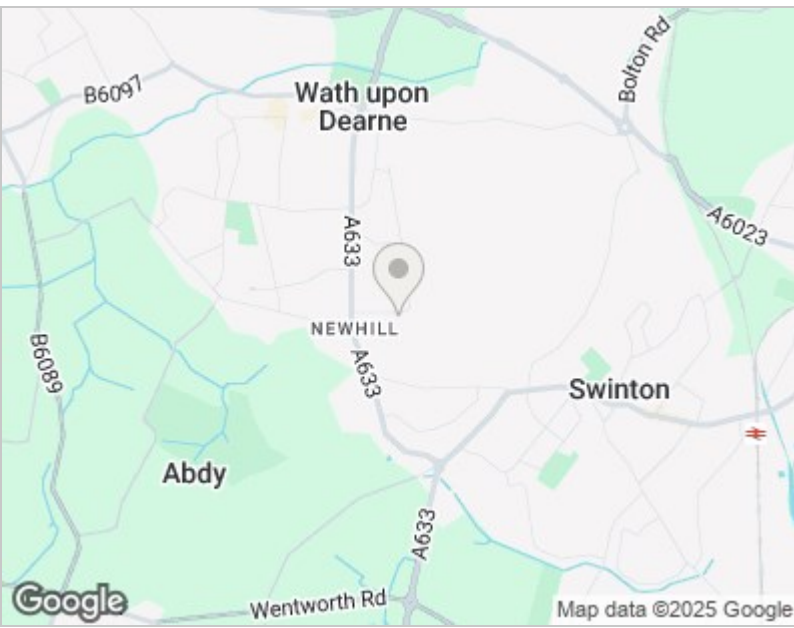 Bolton Rd
B6097
Wath upon
Dearne
A6023
A633
NEWHILL
B6089
A633
Swinton
Abdy
A633
Wentworth Rd
Google
Map data ©2025 Google